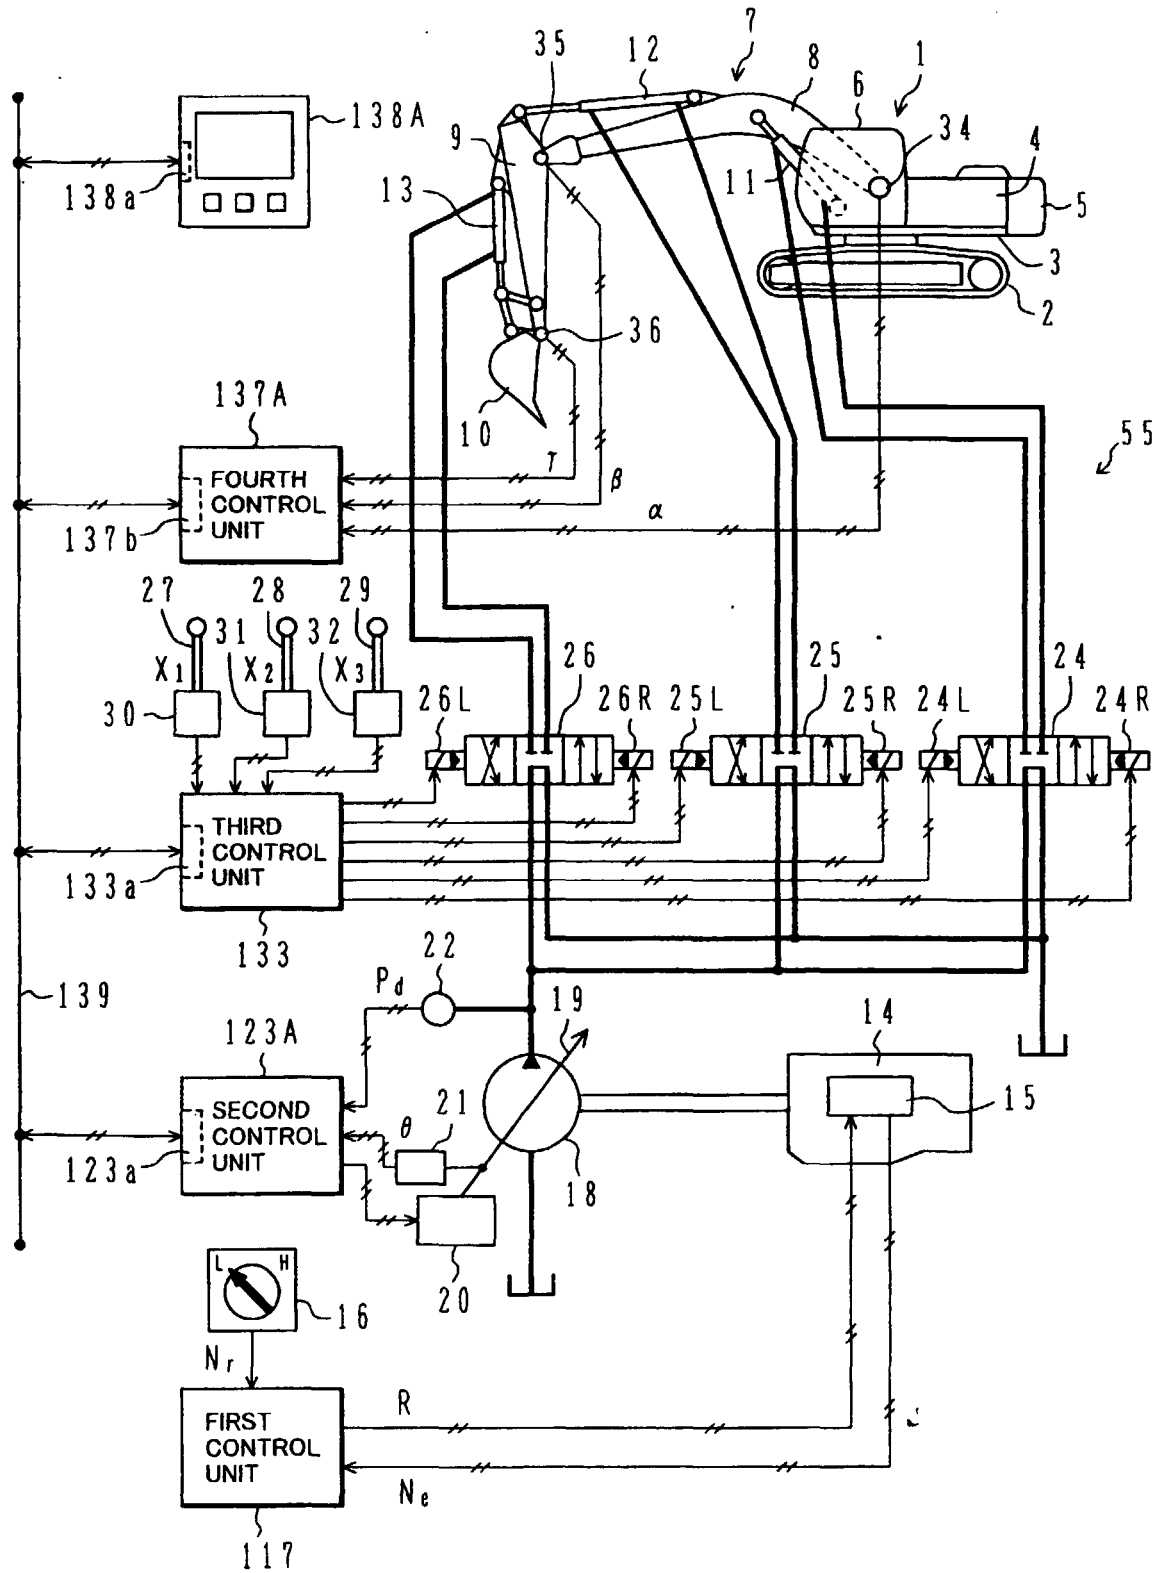 35
12
7
8
6
1
34
4
5
138A
138a
9
13
11
3
2
36
10
137A
FOURTH
CONTROL
UNIT
137b
γ
β
α
55
27
31
28
32
29
X1
X2
X3
30
26L
26
26R
25L
25
25R
24L
24
24R
THIRD
CONTROL
UNIT
133a
133
139
Pd
22
19
14
15
123A
SECOND
CONTROL
UNIT
123a
θ
21
18
20
L
H
16
Nr
FIRST
CONTROL
UNIT
R
Ne
117